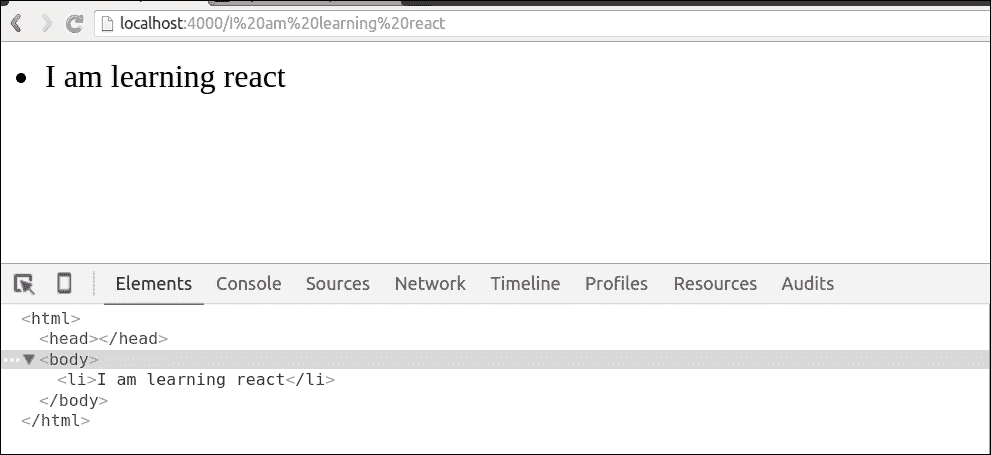 localhost:4000/I%20am%20learning%20react
• I am learning react
Elements Console Sources Network Timeline Profiles Resources Audits
<html>
<head></head>
<body>
<li>I am learning react</li>
</body>
</html>